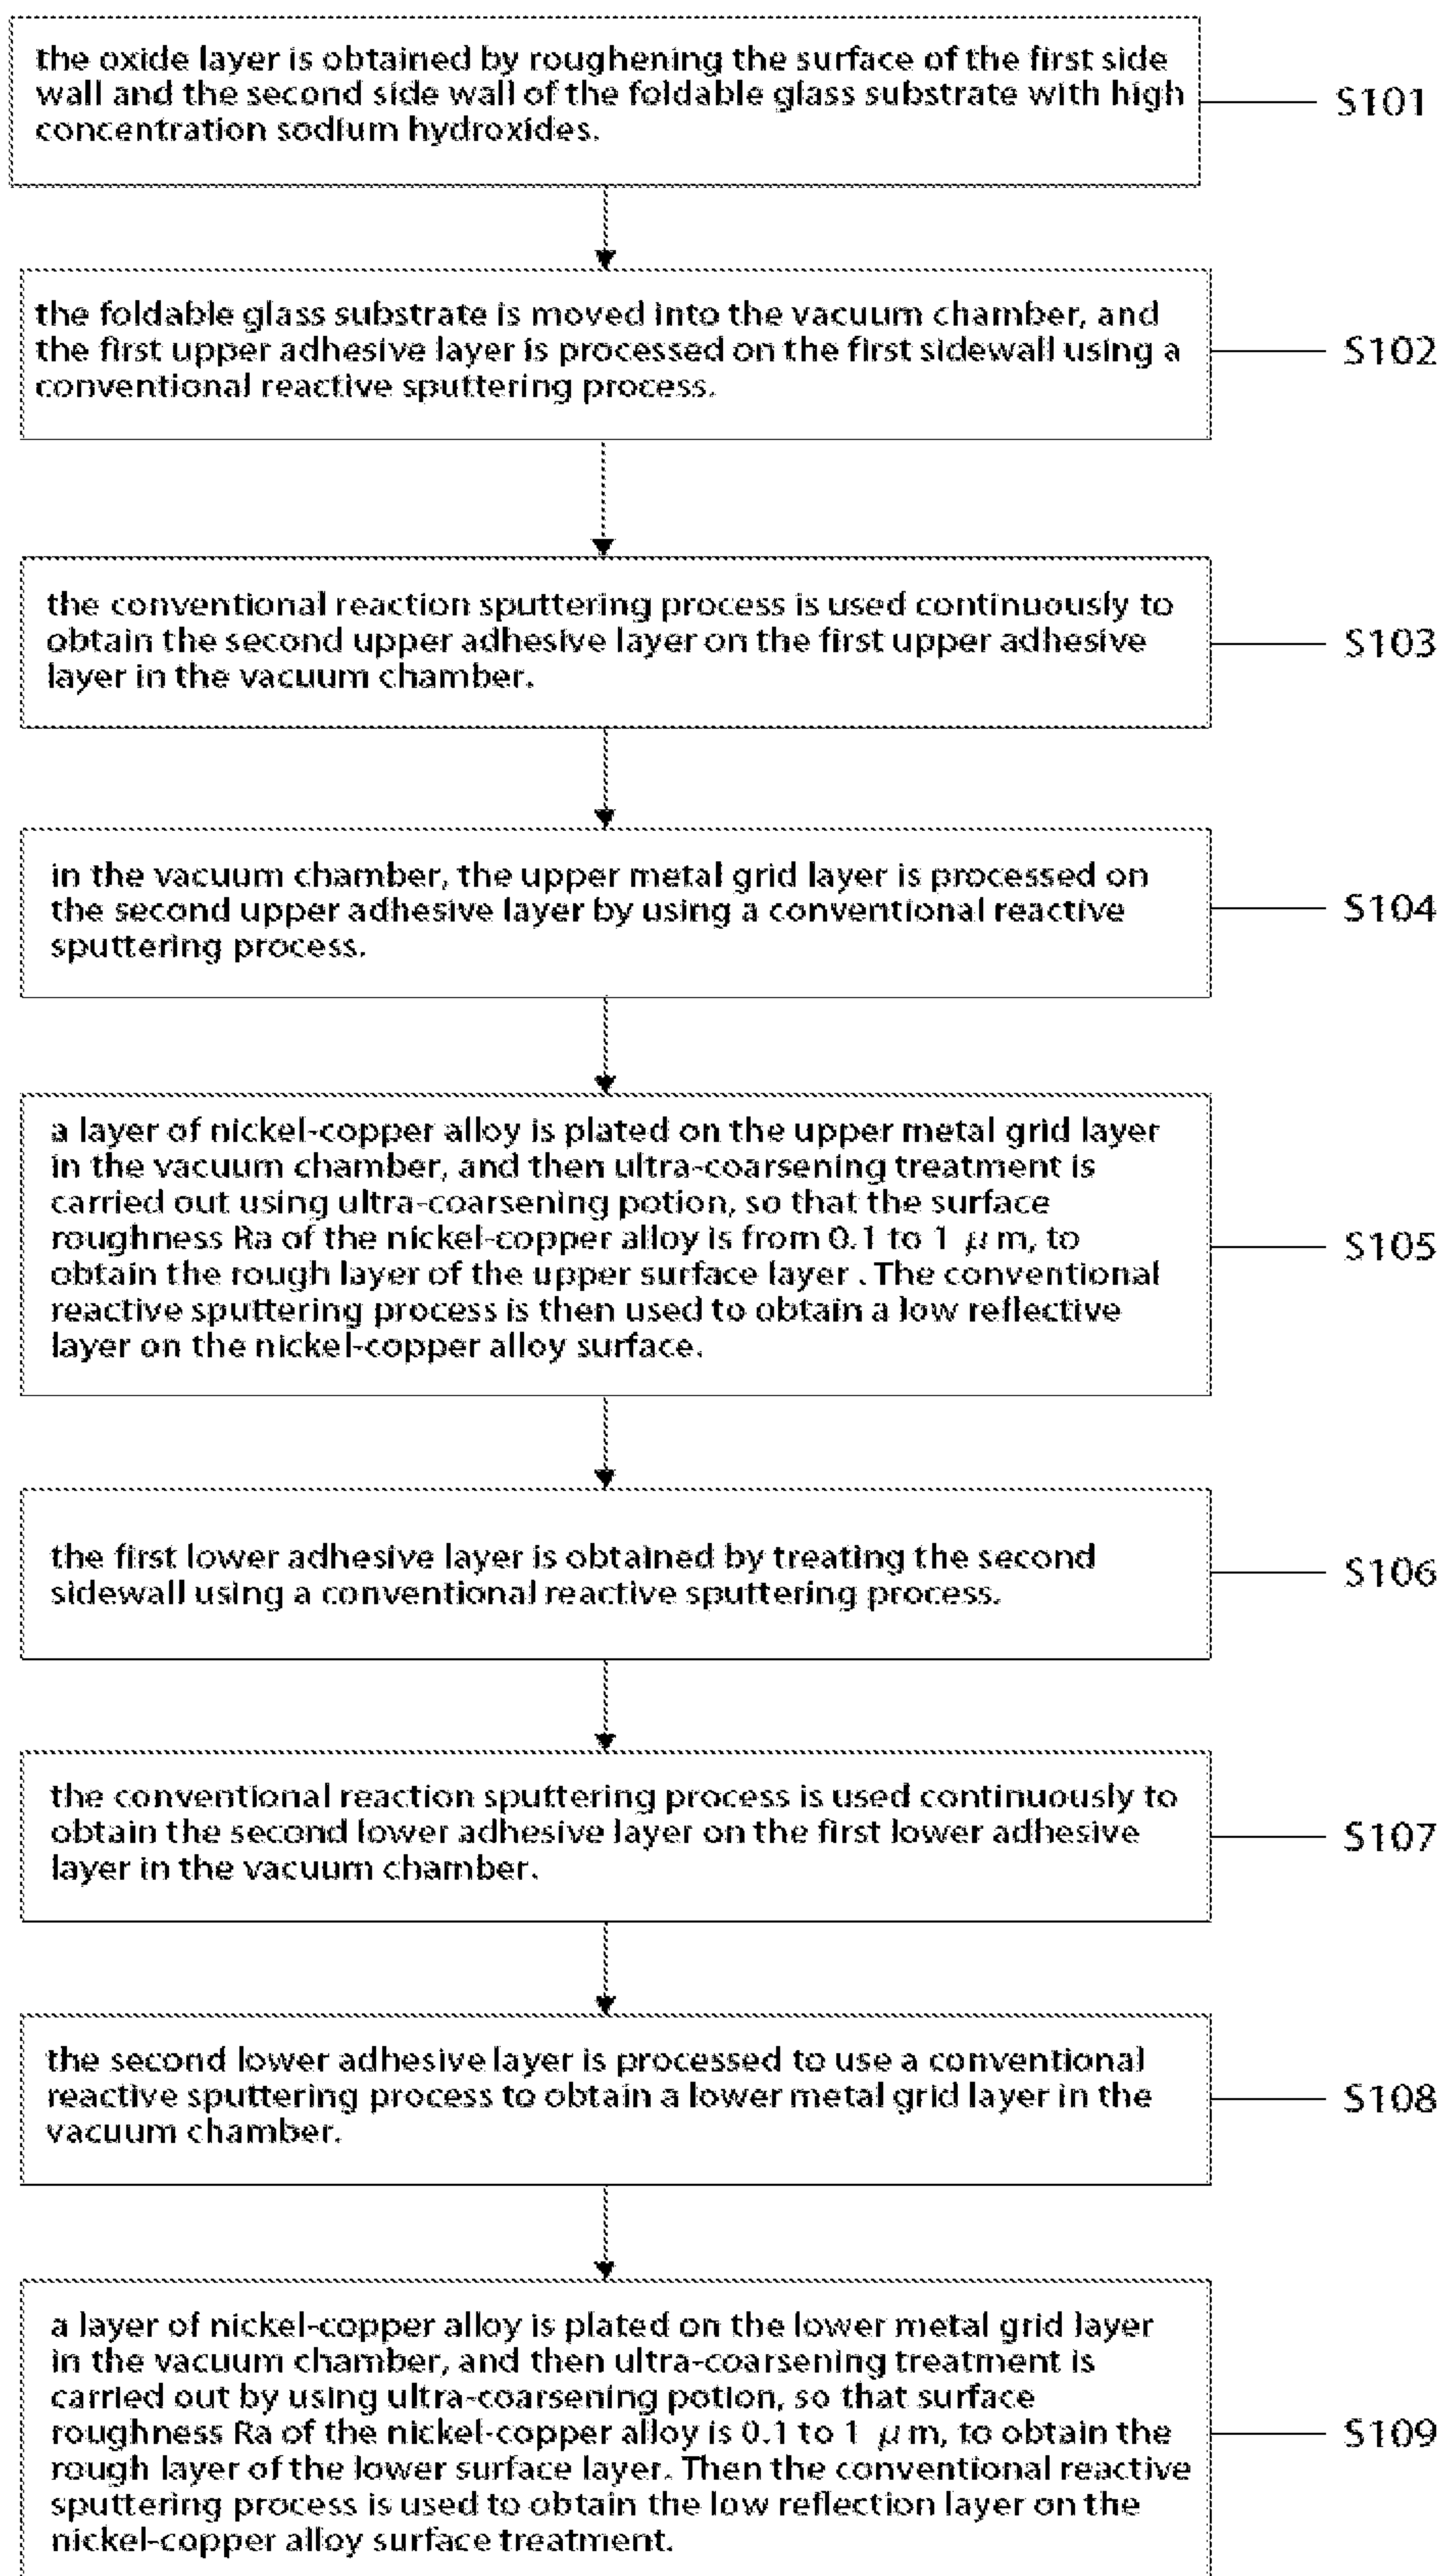 the oxide layer is obtained by roughening the surface of the first side
wall and the second side wall of the foldable glass substrate with high
concentration sodium hydroxides.
S101
the foldable glass substrate is moved into the vacuum chamber, and
the first upper adhesive layer is processed on the first sidewall using a
conventional reactive sputtering process.
S102
the conventional reaction sputtering process is used continuously to
obtain the second upper adhesive layer on the first upper adhesive
layer in the vacuum chamber.
S103
in the vacuum chamber, the upper metal grid layer is processed on
the second upper adhesive layer by using a conventional reactive
sputtering process.
S104
a layer of nickel-copper alloy is plated on the upper metal grid layer
in the vacuum chamber, and then ultra-coarsening treatment is
carried out using ultra-coarsening potion, so that the surface
roughness Ra of the nickel-copper alloy is from 0.1 to 1 μm, to
obtain the rough layer of the upper surface layer . The conventional
reactive sputtering process is then used to obtain a low reflective
layer on the nickel-copper alloy surface.
S105
the first lower adhesive layer is obtained by treating the second
sidewall using a conventional reactive sputtering process.
S106
the conventional reaction sputtering process is used continuously to
obtain the second lower adhesive layer on the first lower adhesive
layer in the vacuum chamber.
S107
the second lower adhesive layer is processed to use a conventional
reactive sputtering process to obtain a lower metal grid layer in the
vacuum chamber.
S108
a layer of nickel-copper alloy is plated on the lower metal grid layer
in the vacuum chamber, and then ultra-coarsening treatment is
carried out by using ultra-coarsening potion, so that surface
roughness Ra of the nickel-copper alloy is 0.1 to 1 μm, to obtain the
rough layer of the lower surface layer. Then the conventional reactive
sputtering process is used to obtain the low reflection layer on the
nickel-copper alloy surface treatment.
S109